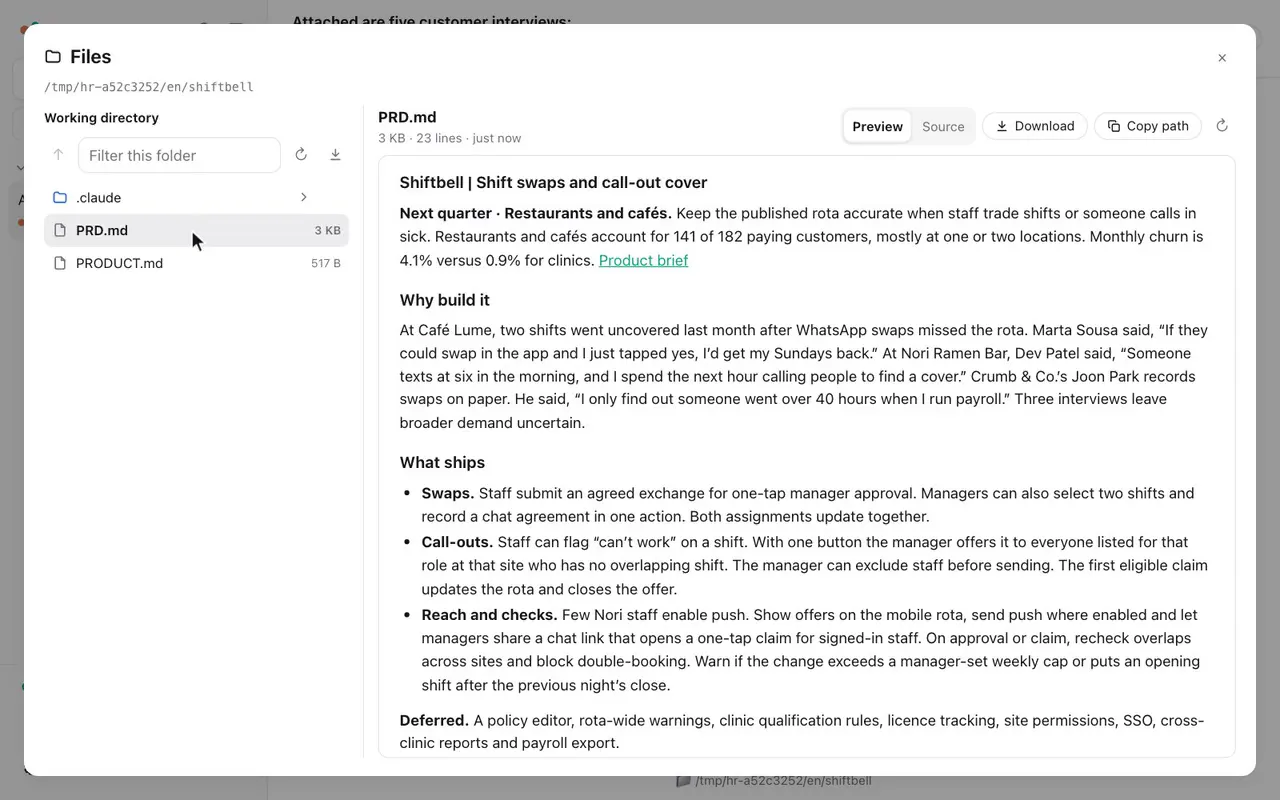 Attached are five customer interviews:
Files
/tmp/hr-a52c3252/en/shiftbell
Working directory
Filter this folder
.claude
PRD.md
3 KB
PRODUCT.md
517 B
PRD.md
3 KB · 23 lines · just now
Preview
Source
Download
Copy path
Shiftbell | Shift swaps and call-out cover
Next quarter · Restaurants and cafés. Keep the published rota accurate when staff trade shifts or someone calls in
sick. Restaurants and cafés account for 141 of 182 paying customers, mostly at one or two locations. Monthly churn is
4.1% versus 0.9% for clinics. Product brief
Why build it
At Café Lume, two shifts went uncovered last month after WhatsApp swaps missed the rota. Marta Sousa said, “If they
could swap in the app and I just tapped yes, I’d get my Sundays back.” At Nori Ramen Bar, Dev Patel said, “Someone
texts at six in the morning, and I spend the next hour calling people to find a cover.” Crumb & Co.’s Joon Park records
swaps on paper. He said, “I only find out someone went over 40 hours when I run payroll.” Three interviews leave
broader demand uncertain.
What ships
• Swaps. Staff submit an agreed exchange for one-tap manager approval. Managers can also select two shifts and
record a chat agreement in one action. Both assignments update together.
• Call-outs. Staff can flag “can’t work” on a shift. With one button the manager offers it to everyone listed for that
role at that site who has no overlapping shift. The manager can exclude staff before sending. The first eligible claim
updates the rota and closes the offer.
• Reach and checks. Few Nori staff enable push. Show offers on the mobile rota, send push where enabled and let
managers share a chat link that opens a one-tap claim for signed-in staff. On approval or claim, recheck overlaps
across sites and block double-booking. Warn if the change exceeds a manager-set weekly cap or puts an opening
shift after the previous night’s close.
Deferred. A policy editor, rota-wide warnings, clinic qualification rules, licence tracking, site permissions, SSO, cross-
clinic reports and payroll export.
/tmp/hr-a52c3252/en/shiftbell